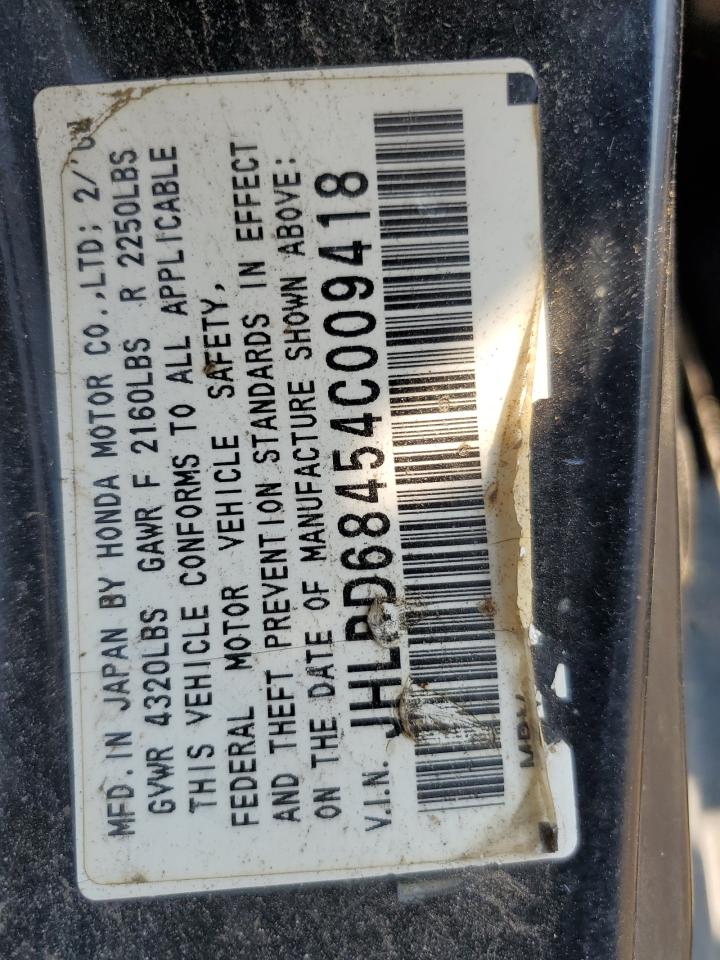 MFD. IN JAPAN BY HONDA MOTOR CO.,LTD;
GVWR 4320LBS GAWR F 2160LBS R 2250LBS
THIS VEHICLE CONFORMS TO ALL APPLICABLE
FEDERAL MOTOR VEHICLE SAFETY,
AND THEFT PREVENTION STANDARDS IN EFFECT
ON THE DATE OF MANUFACTURE SHOWN ABOVE:
V.I.N. JHLRD68454C009418
MPV